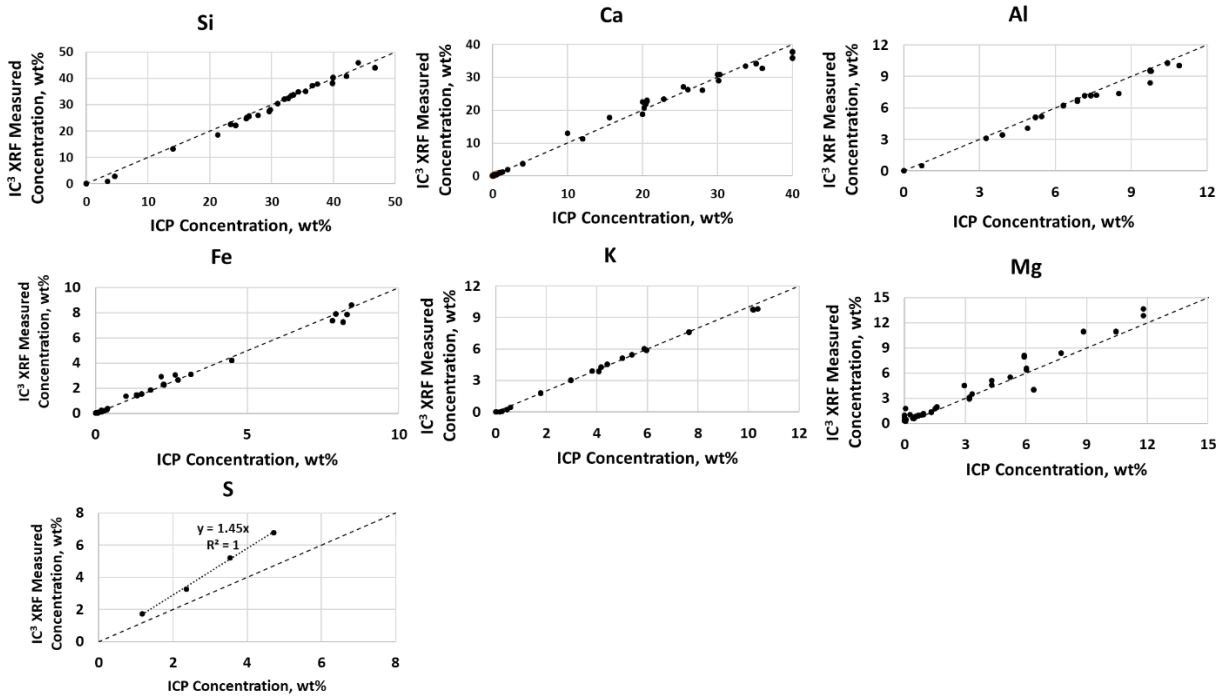 Si
IC³ XRF Measured
Concentration, wt%
50
40
30
20
10
0
0 10 20 30 40 50
ICP Concentration, wt%
Ca
IC³ XRF Measured
Concentration, wt%
40
30
20
10
0
0 10 20 30 40
ICP Concentration, wt%
Al
IC³ XRF Measured
Concentration, wt%
12
9
6
3
0
0 3 6 9 12
ICP Concentration, wt%
Fe
IC³ XRF Measured
Concentration, wt%
10
8
6
4
2
0
0 5 10
ICP Concentration, wt%
K
IC³ XRF Measured
Concentration, wt%
12
9
6
3
0
0 2 4 6 8 10 12
ICP Concentration, wt%
Mg
IC³ XRF Measured
Concentration, wt%
15
12
9
6
3
0
0 3 6 9 12 15
ICP Concentration, wt%
S
IC³ XRF Measured
Concentration, wt%
8
6
4
2
0
y = 1.45x
R² = 1
0 2 4 6 8
ICP Concentration, wt%